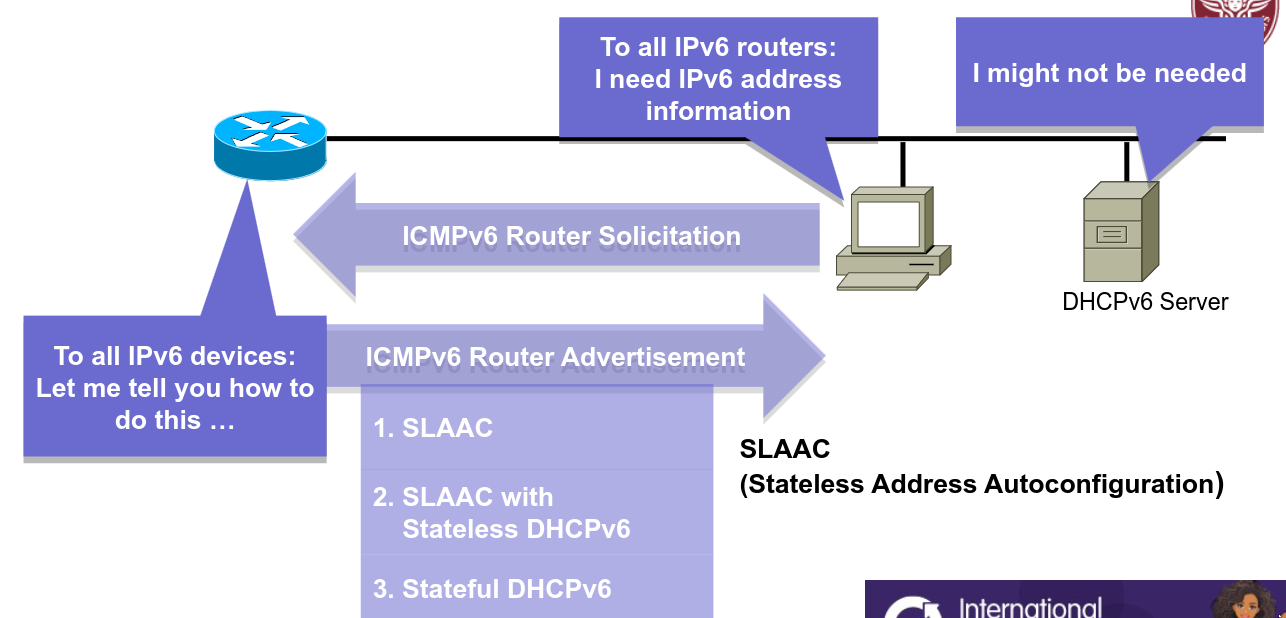 To all IPv6 routers:
I need IPv6 address
information
I might not be needed
ICMPv6 Router Solicitation
DHCPv6 Server
To all IPv6 devices:
Let me tell you how to
do this …
ICMPv6 Router Advertisement
1. SLAAC
2. SLAAC with
Stateless DHCPv6
3. Stateful DHCPv6
SLAAC
(Stateless Address Autoconfiguration)
International